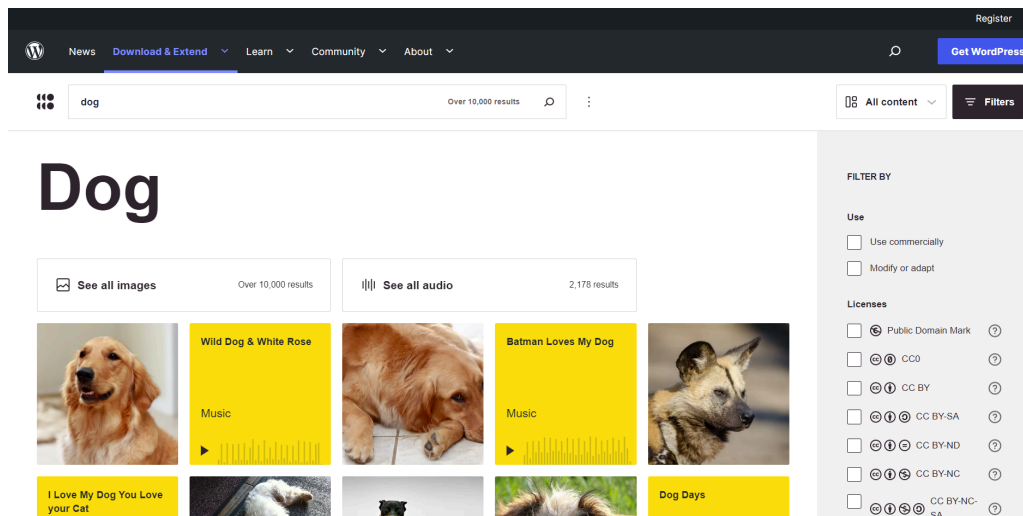 Register
News
Download & Extend
Learn
Community
About
Get WordPress
dog
Over 10,000 results
All content
Filters
Dog
See all images
Over 10,000 results
See all audio
2,178 results
Wild Dog & White Rose
Music
Batman Loves My Dog
Music
I Love My Dog You Love
your Cat
Dog Days
FILTER BY
Use
Use commercially
Modify or adapt
Licenses
Public Domain Mark
CC0
CC BY
CC BY-SA
CC BY-ND
CC BY-NC
CC BY-NC-
SA